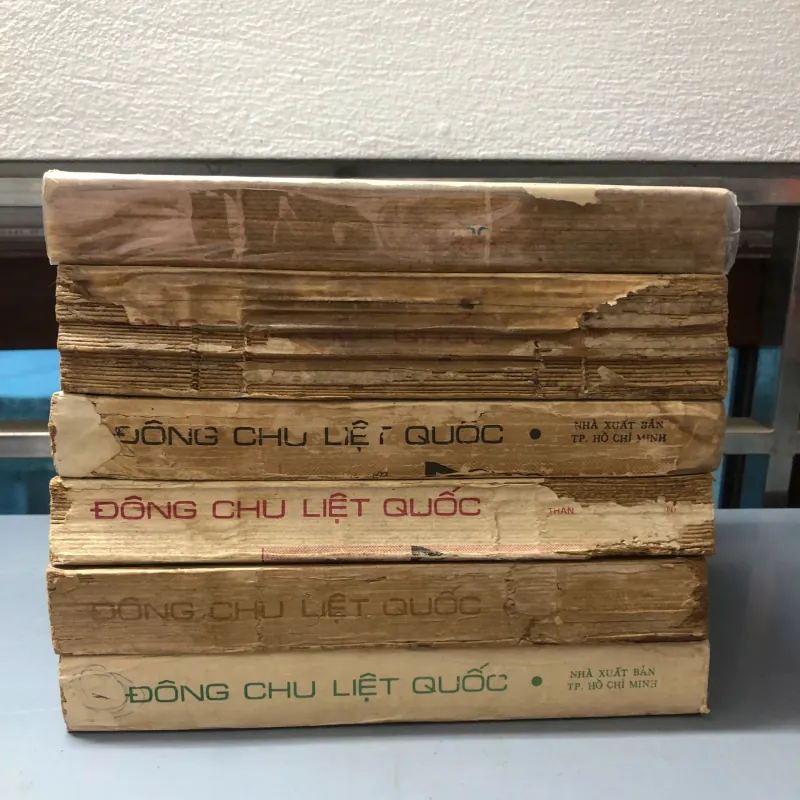 ĐÔNG CHU LIỆT QUỐC • NHÀ XUẤT BẢN
TP. HỒ CHÍ MINH
ĐÔNG CHU LIỆT QUỐC
ĐÔNG CHU LIỆT QUỐC
ĐÔNG CHU LIỆT QUỐC • NHÀ XUẤT BẢN
TP. HỒ CHÍ MINH